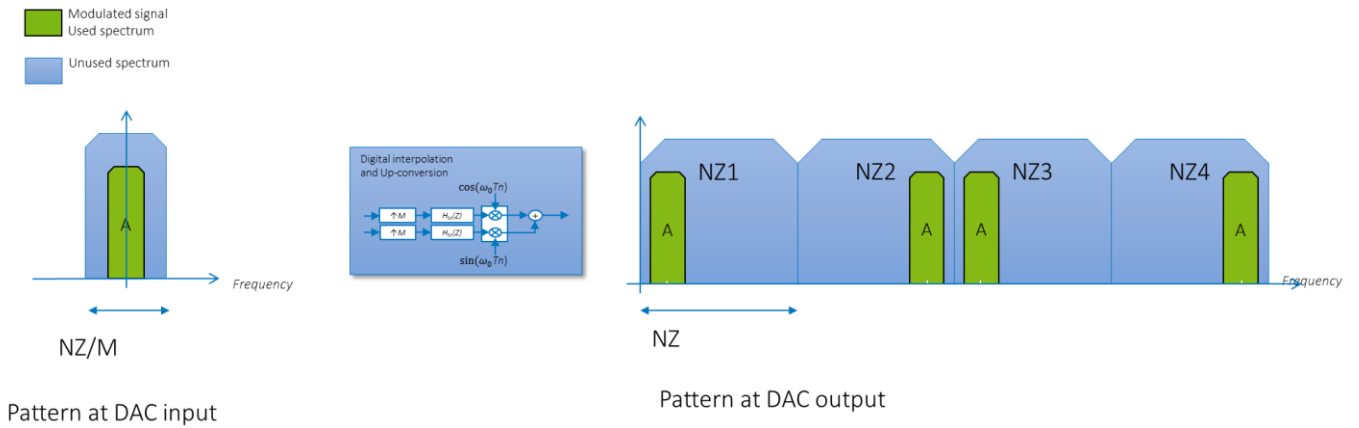 Modulated signal
Used spectrum
Unused spectrum
A
Frequency
NZ/M
Pattern at DAC input
Digital interpolation
and Up-conversion
cos(ω₀Tn)
↑M
↑M
+
sin(ω₀Tn)
NZ1
NZ2
NZ3
NZ4
A
A
A
A
Frequency
NZ
Pattern at DAC output